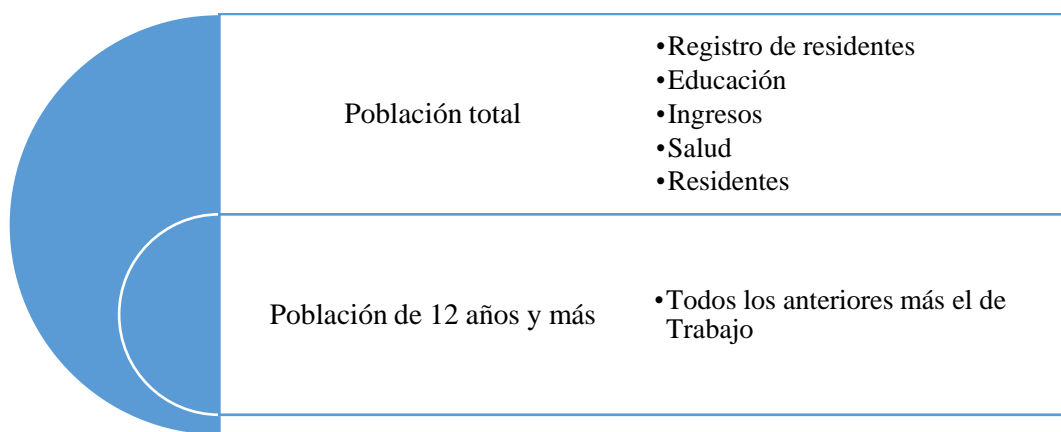 Población total
•Registro de residentes
•Educación
•Ingresos
•Salud
•Residentes
Población de 12 años y más
•Todos los anteriores más el de
Trabajo